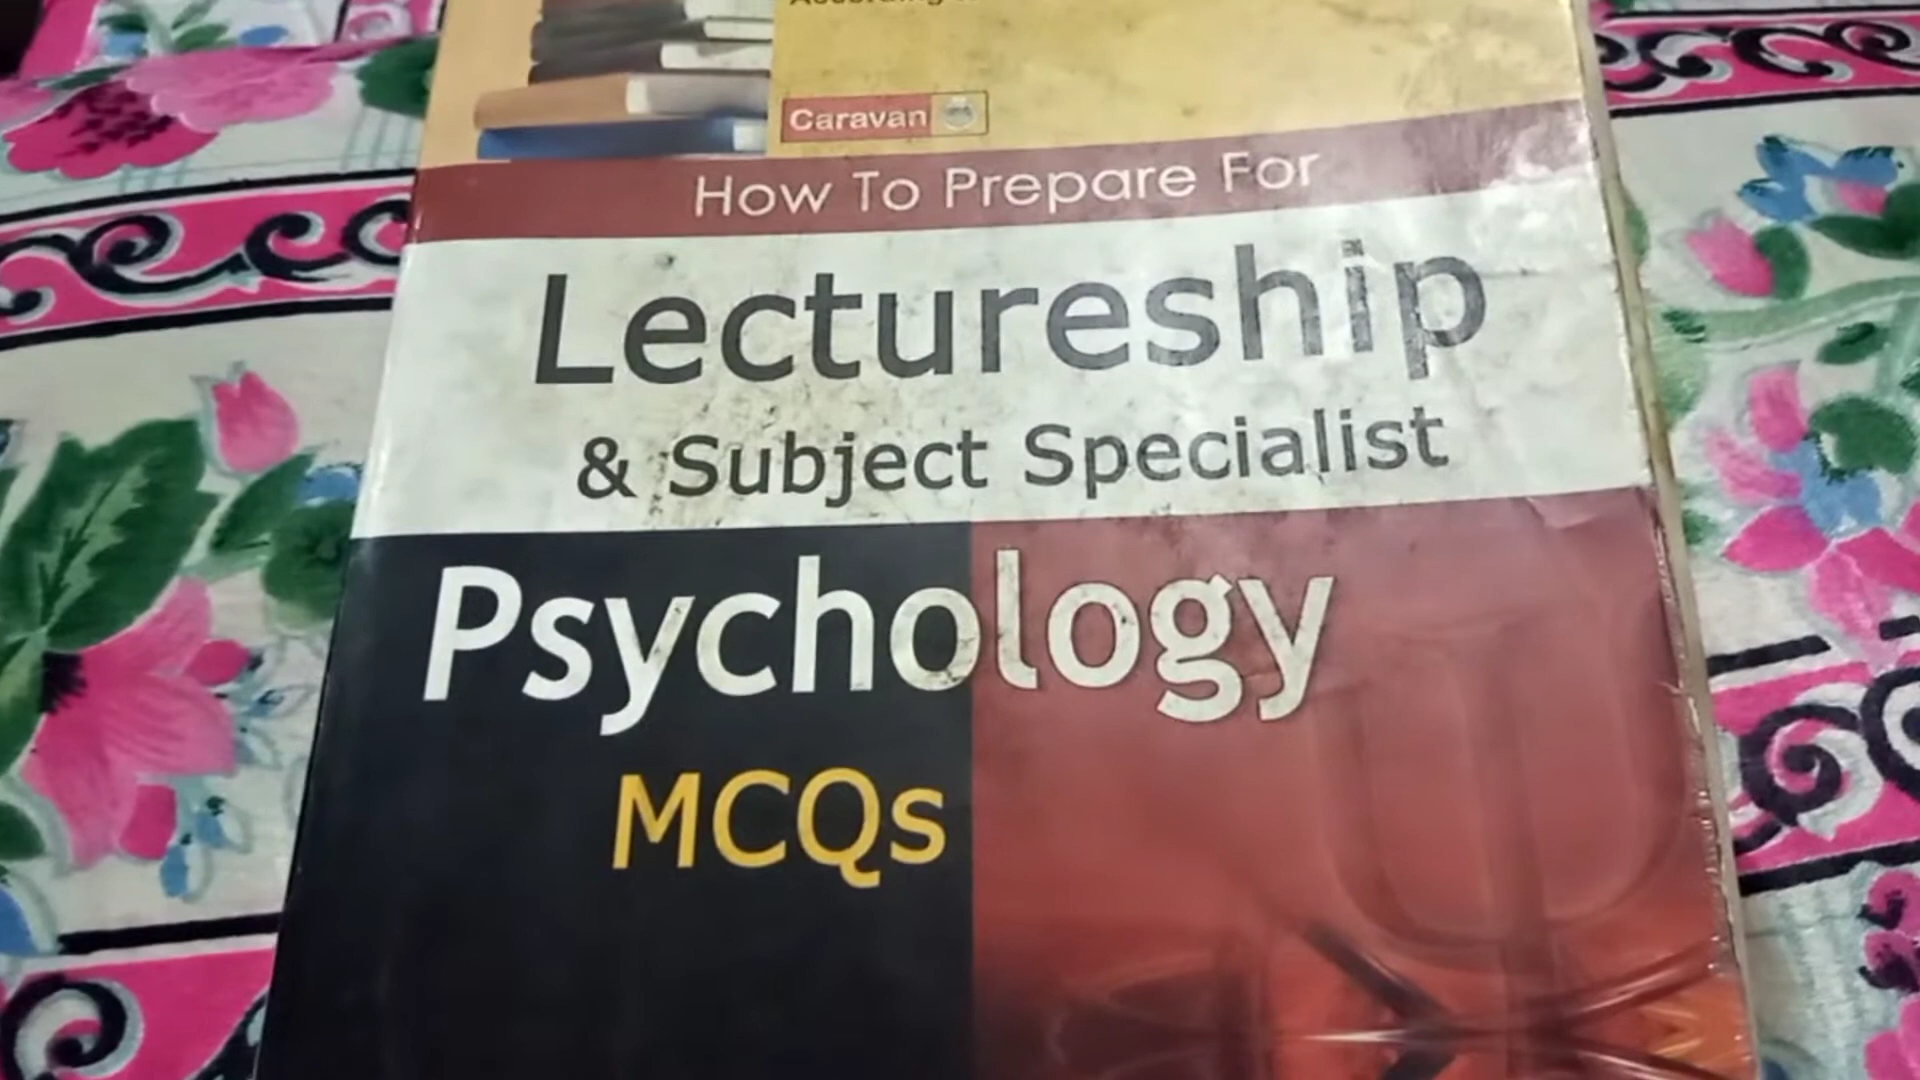 Caravan
How To Prepare For
Lectureship
& Subject Specialist
Psychology
MCQs